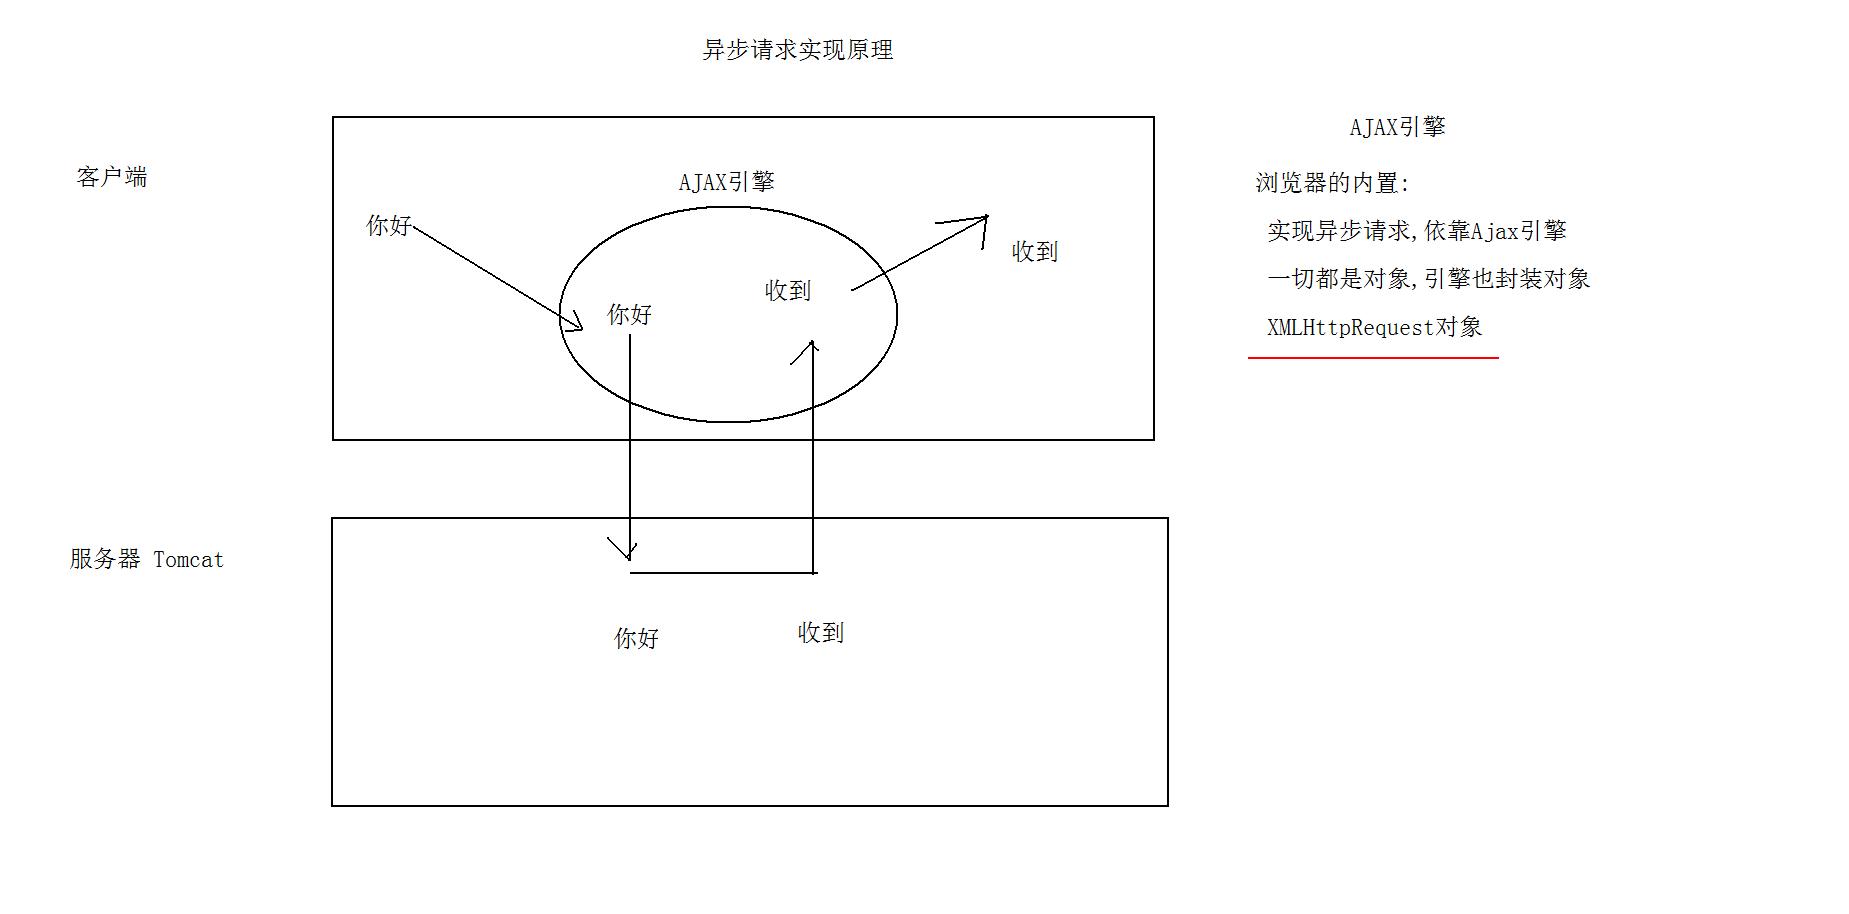 异步请求实现原理
客户端
AJAX引擎
你好
你好
收到
收到
AJAX引擎
浏览器的内置:
实现异步请求,依靠Ajax引擎
一切都是对象,引擎也封装对象
XMLHttpRequest对象
服务器 Tomcat
你好
收到